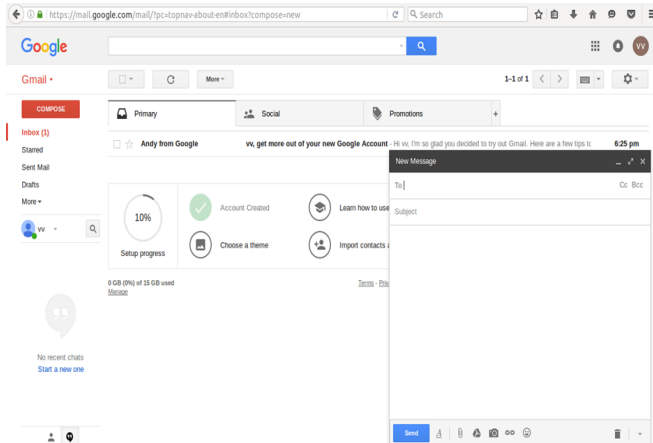 https://mail.google.com/mail/?pc=topnav-about-en#inbox?compose=new
Search
Google
VV
Gmail
More
1–1 of 1
COMPOSE
Primary
Social
Promotions
+
Inbox (1)
Starred
Sent Mail
Drafts
More
Andy from Google
vv, get more out of your new Google Account - Hi vv, I'm so glad you decided to try out Gmail. Here are a few tips to
6:25 pm
New Message
To
Cc Bcc
Subject
vv
10%
Setup progress
Account Created
Learn how to use
Choose a theme
Import contacts a
0 GB (0%) of 15 GB used
Manage
Terms - Priv
No recent chats
Start a new one
Send
A